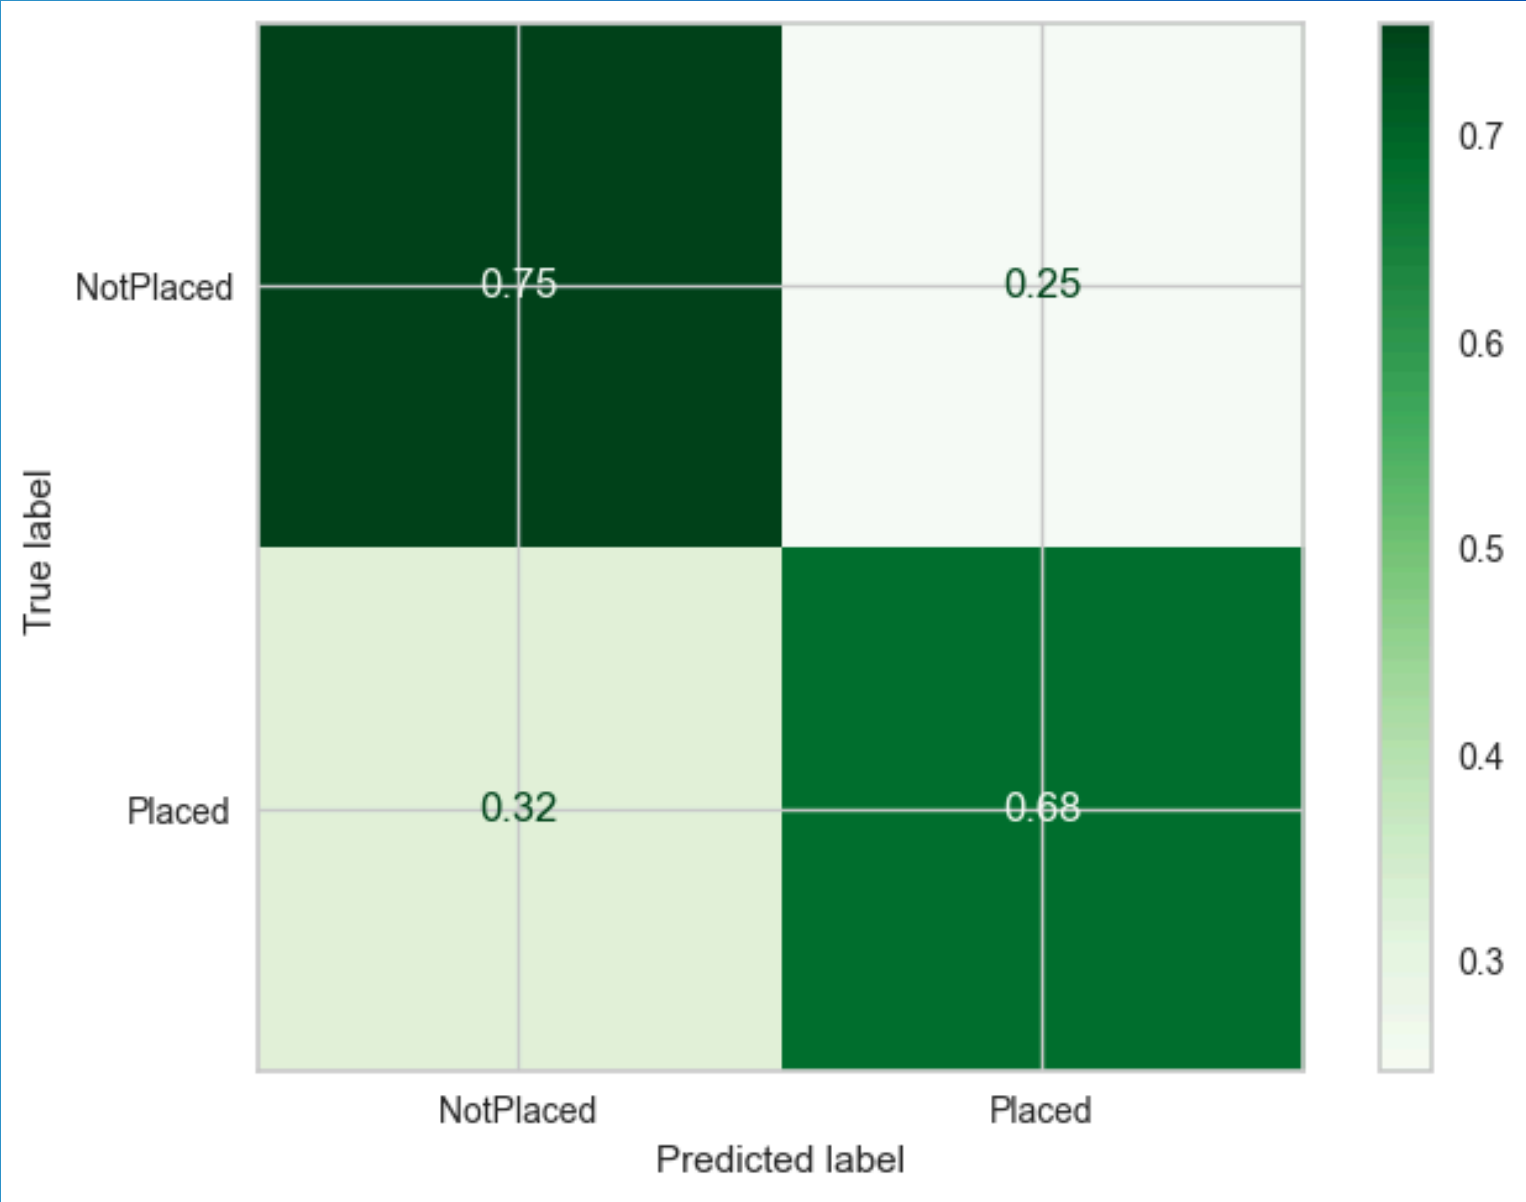 NotPlaced
Placed
True label
0.75 0.25
0.32 0.68
NotPlaced Placed
Predicted label
0.7
0.6
0.5
0.4
0.3